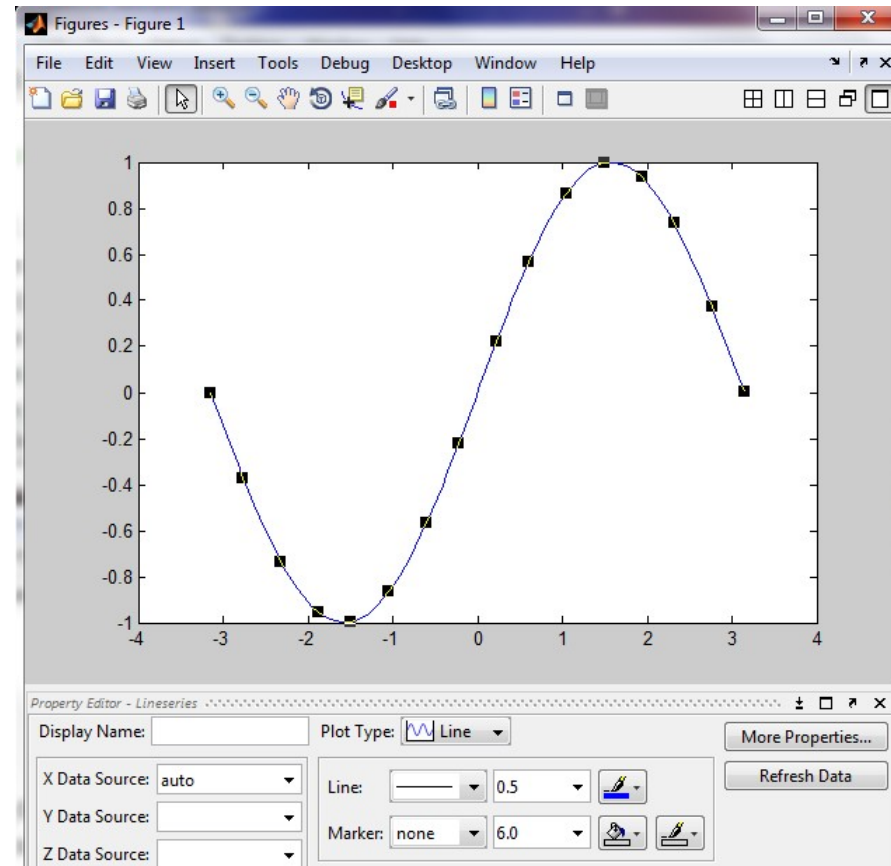 Figures - Figure 1
File Edit View Insert Tools Debug Desktop Window Help
1
0.8
0.6
0.4
0.2
0
-0.2
-0.4
-0.6
-0.8
-1
-4 -3 -2 -1 0 1 2 3 4
Property Editor - Lineseries
Display Name: Plot Type: Line More Properties...
X Data Source: auto Line: 0.5 Refresh Data
Y Data Source: Marker: none 6.0
Z Data Source: